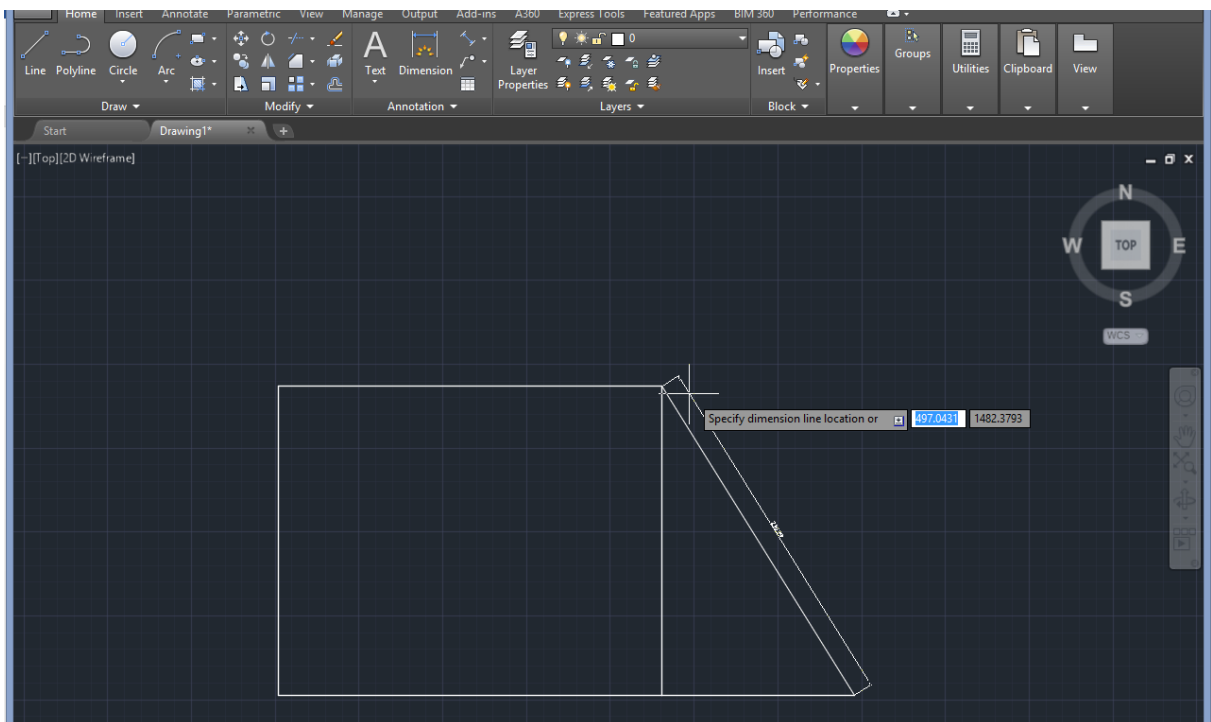 Home Insert Annotate Parametric View Manage Output Add-ins A360 Express Tools Featured Apps BIM 360 Performance
Line Polyline Circle Arc
Text Dimension
Layer
Properties
0
Insert
Properties
Groups
Utilities
Clipboard
View
Draw Modify Annotation Layers Block
Start Drawing1* x +
[−][Top][2D Wireframe]
N
W TOP E
S
WCS
Specify dimension line location or 497.0431 1482.3793